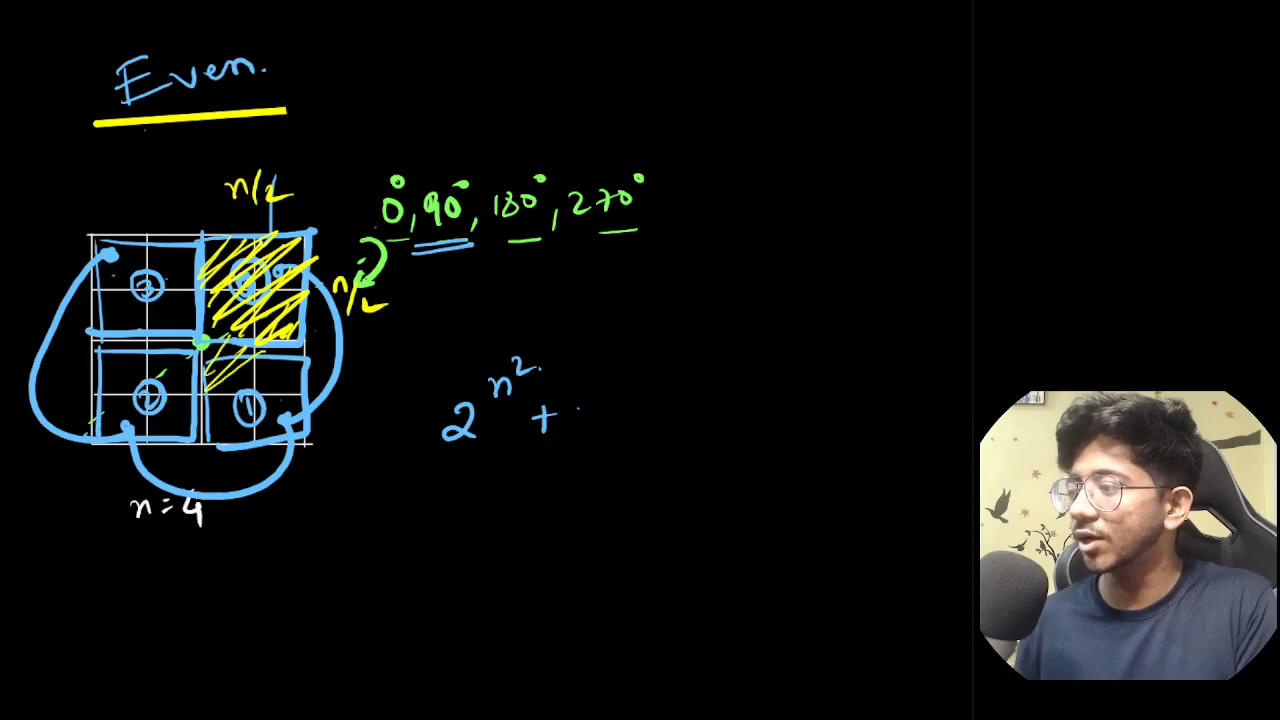 Even.
n/2
0°, 90°, 180°, 270°
n/2
3
2
1
2^n² +
n = 4